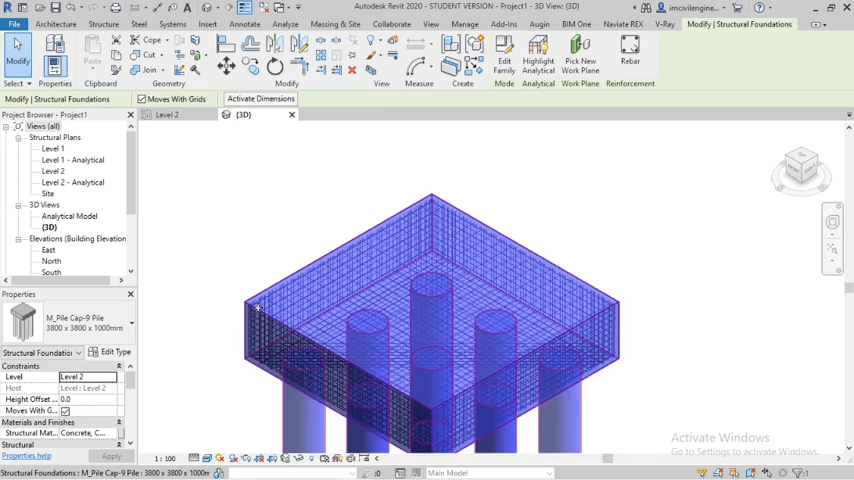 Autodesk Revit 2020 - STUDENT VERSION - Project1 - 3D View: {3D}
imcivilengine...
File Architecture Structure Steel Systems Insert Annotate Analyze Massing & Site Collaborate View Manage Add-Ins Augin BIM One Naviate REX V-Ray Modify | Structural Foundations
Modify
Properties
Paste
Cope
Cut
Join
Edit Family
Highlight Analytical
Pick New Work Plane
Rebar
Select Properties Clipboard Geometry Modify View Measure Create Mode Analytical Work Plane Reinforcement
Modify | Structural Foundations Moves With Grids Activate Dimensions
Project Browser - Project1
Level 2
{3D}
Views (all)
Structural Plans
Level 1
Level 1 - Analytical
Level 2
Level 2 - Analytical
Site
3D Views
Analytical Model
{3D}
Elevations (Building Elevation
East
North
South
Properties
M_Pile Cap-9 Pile
3800 x 3800 x 1000mm
Structural Foundation Edit Type
Constraints
Level Level 2
Host Level : Level 2
Height Offset ... 0.0
Moves With G...
Materials and Finishes
Structural Mat... Concrete, C...
Structural
Properties help Apply
1 : 100
Activate Windows
Go to Settings to activate Windows.
Structural Foundations : M_Pile Cap-9 Pile : 3800 x 3800 x 1000m
:0
Main Model
:1